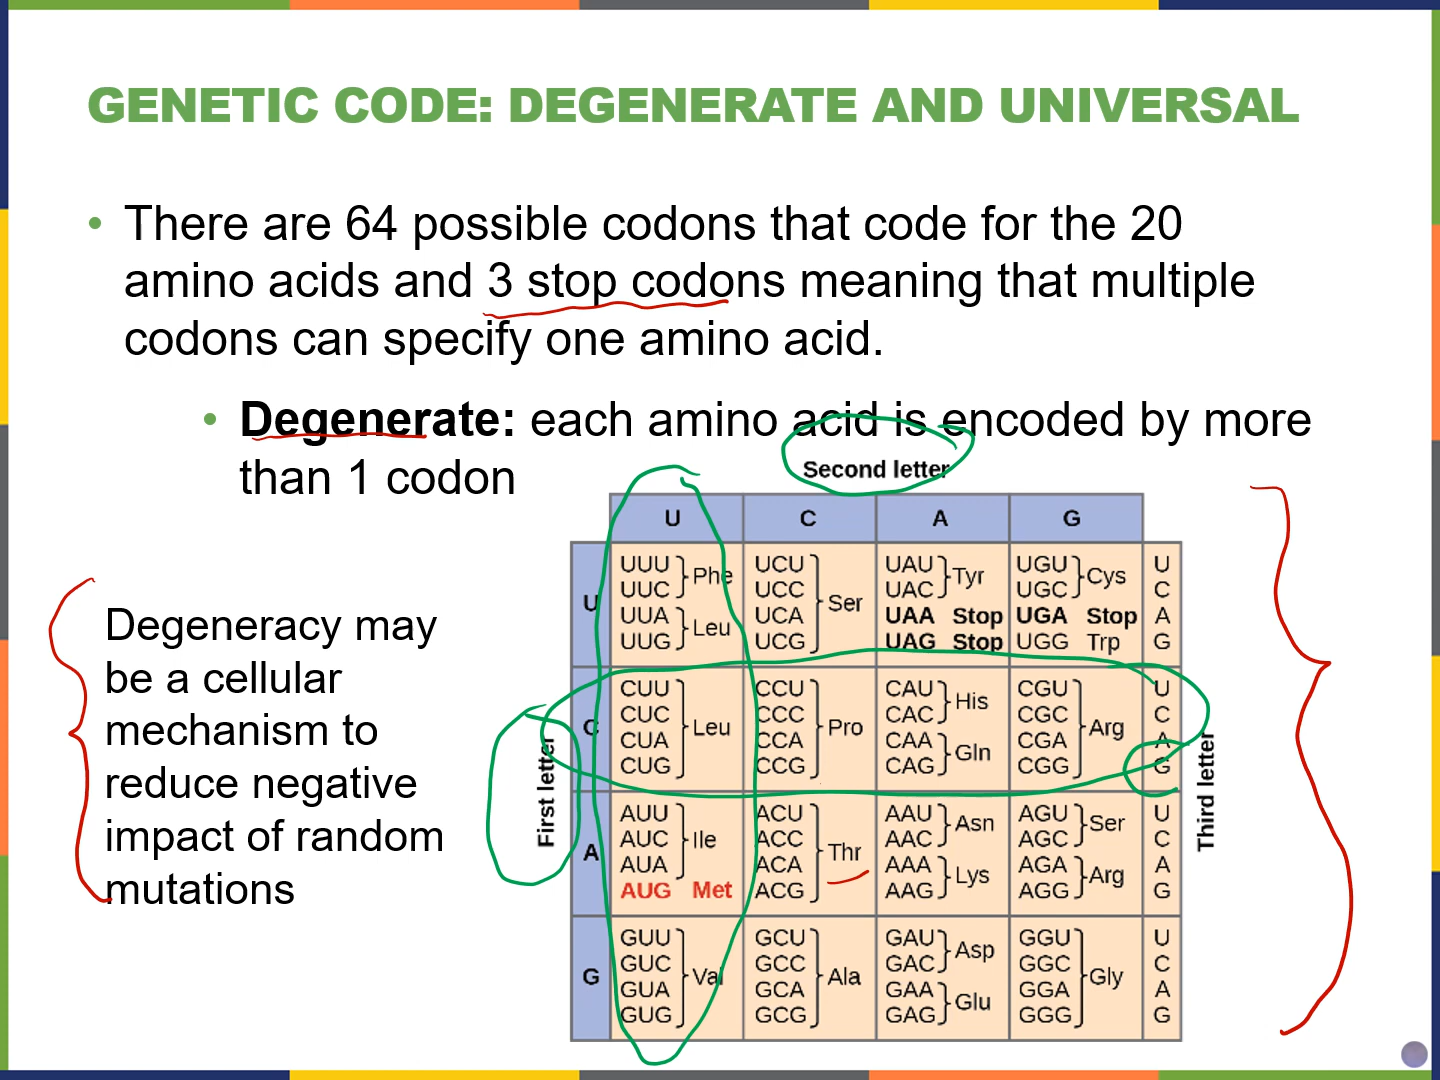 GENETIC CODE: DEGENERATE AND UNIVERSAL
• There are 64 possible codons that code for the 20
amino acids and 3 stop codons meaning that multiple
codons can specify one amino acid.
• Degenerate: each amino acid is encoded by more
than 1 codon
Degeneracy may
be a cellular
mechanism to
reduce negative
impact of random
mutations
Second letter
U C A G
First letter
Third letter
U
UUU UUC Phe
UUA UUG Leu
UCU UCC UCA UCG Ser
UAU UAC Tyr
UAA Stop
UAG Stop
UGU UGC Cys
UGA Stop
UGG Trp
U C A G
C
CUU CUC CUA CUG Leu
CCU CCC CCA CCG Pro
CAU CAC His
CAA CAG Gln
CGU CGC CGA CGG Arg
U C A G
A
AUU AUC AUA Ile
AUG Met
ACU ACC ACA ACG Thr
AAU AAC Asn
AAA AAG Lys
AGU AGC Ser
AGA AGG Arg
U C A G
G
GUU GUC GUA GUG Val
GCU GCC GCA GCG Ala
GAU GAC Asp
GAA GAG Glu
GGU GGC GGA GGG Gly
U C A G